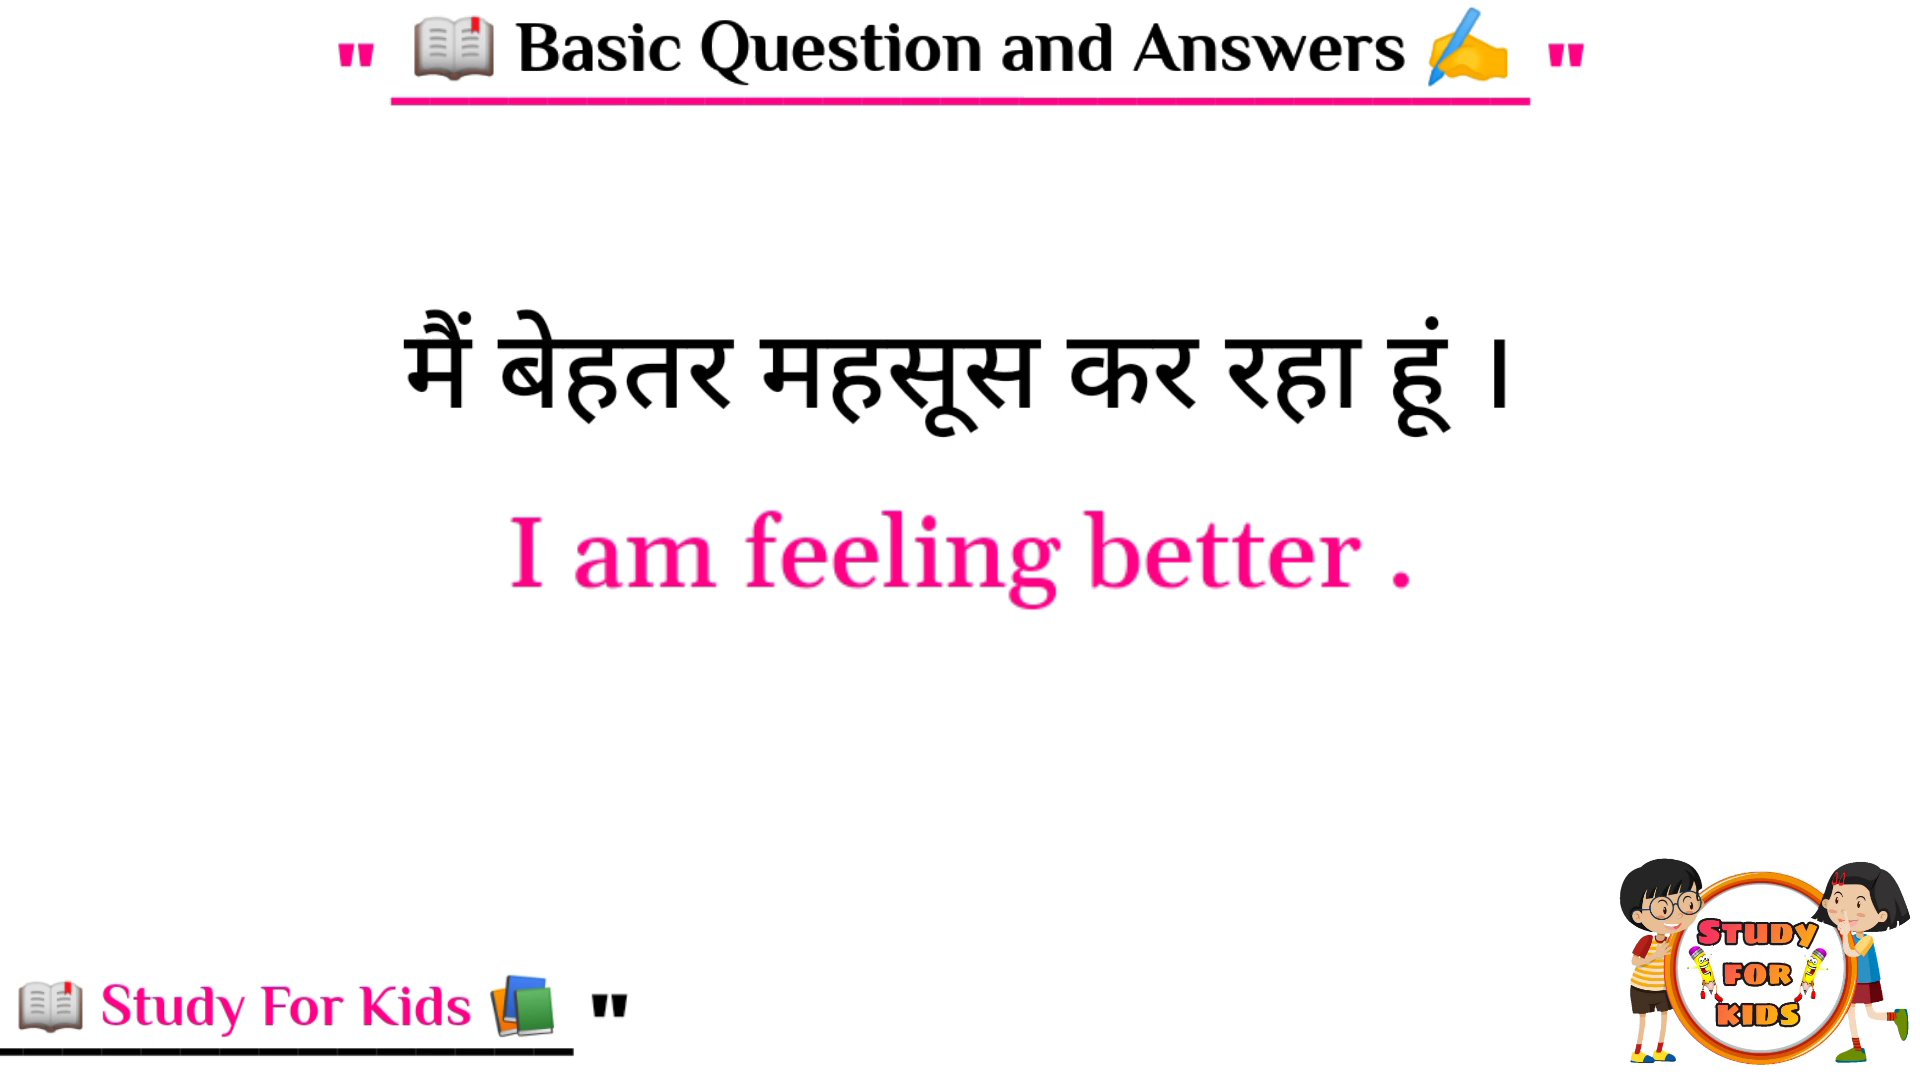 " 📖 Basic Question and Answers ✍ "
मैं बेहतर महसूस कर रहा हूं ।
I am feeling better .
📖 Study For Kids 📚 "
STUDY
FOR
KIDS